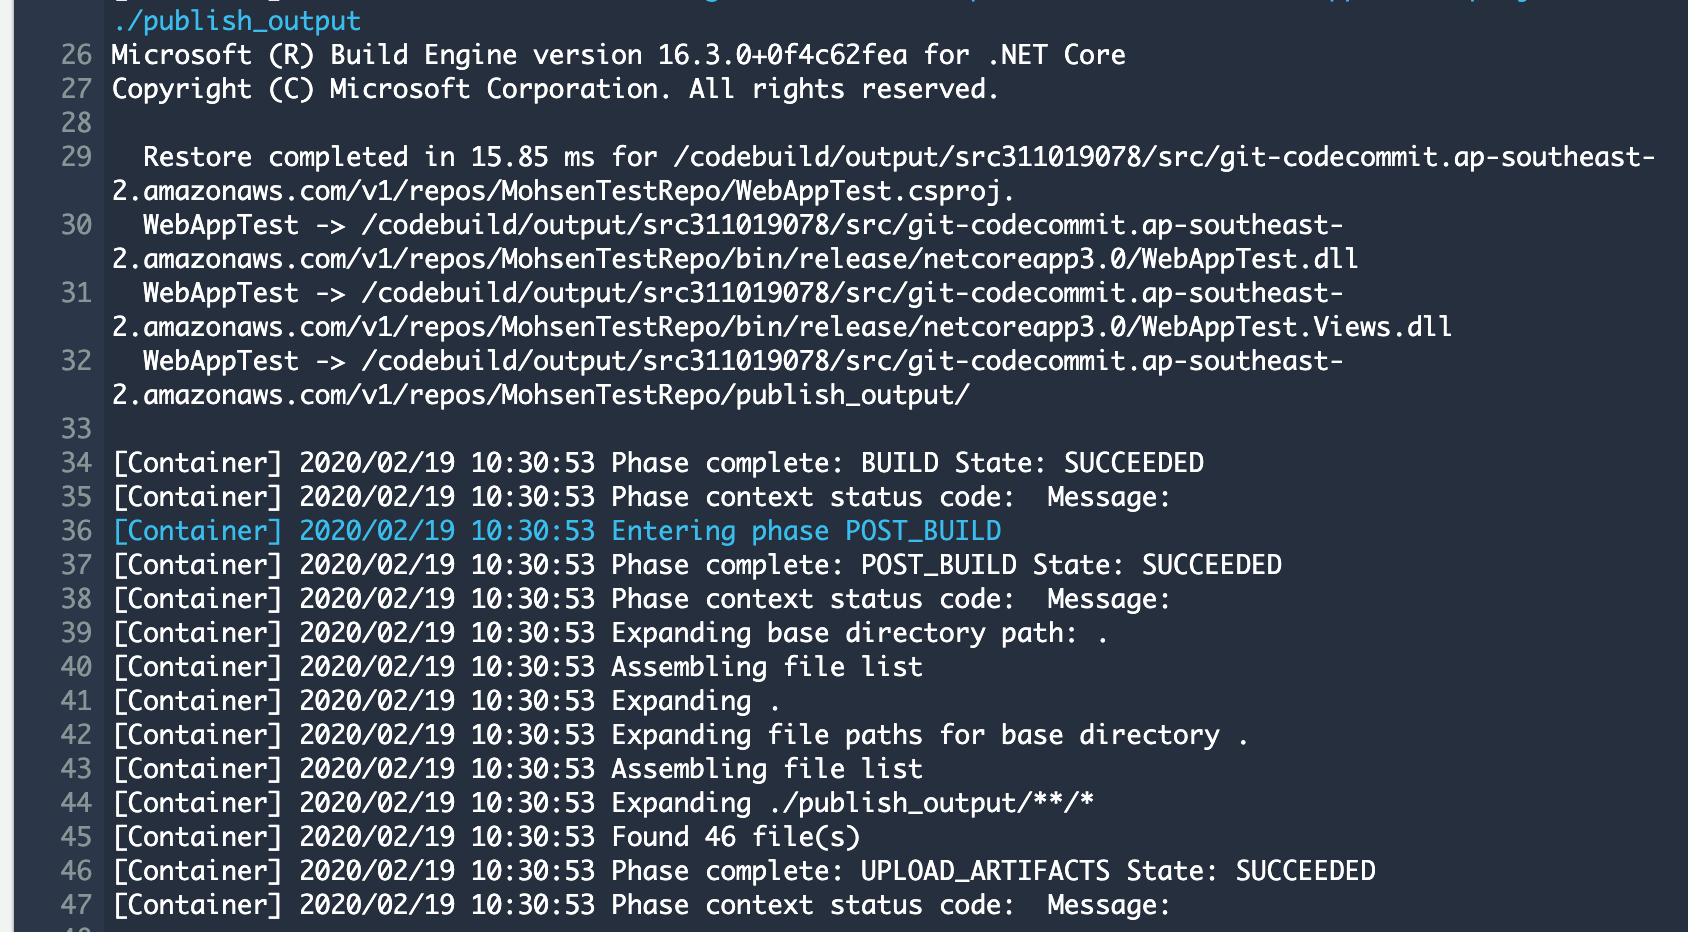 ./publish_output
26 Microsoft (R) Build Engine version 16.3.0+0f4c62fea for .NET Core
27 Copyright (C) Microsoft Corporation. All rights reserved.
28
29 Restore completed in 15.85 ms for /codebuild/output/src311019078/src/git-codecommit.ap-southeast-
2.amazonaws.com/v1/repos/MohsenTestRepo/WebAppTest.csproj.
30 WebAppTest -> /codebuild/output/src311019078/src/git-codecommit.ap-southeast-
2.amazonaws.com/v1/repos/MohsenTestRepo/bin/release/netcoreapp3.0/WebAppTest.dll
31 WebAppTest -> /codebuild/output/src311019078/src/git-codecommit.ap-southeast-
2.amazonaws.com/v1/repos/MohsenTestRepo/bin/release/netcoreapp3.0/WebAppTest.Views.dll
32 WebAppTest -> /codebuild/output/src311019078/src/git-codecommit.ap-southeast-
2.amazonaws.com/v1/repos/MohsenTestRepo/publish_output/
33
34 [Container] 2020/02/19 10:30:53 Phase complete: BUILD State: SUCCEEDED
35 [Container] 2020/02/19 10:30:53 Phase context status code:  Message:
36 [Container] 2020/02/19 10:30:53 Entering phase POST_BUILD
37 [Container] 2020/02/19 10:30:53 Phase complete: POST_BUILD State: SUCCEEDED
38 [Container] 2020/02/19 10:30:53 Phase context status code:  Message:
39 [Container] 2020/02/19 10:30:53 Expanding base directory path: .
40 [Container] 2020/02/19 10:30:53 Assembling file list
41 [Container] 2020/02/19 10:30:53 Expanding .
42 [Container] 2020/02/19 10:30:53 Expanding file paths for base directory .
43 [Container] 2020/02/19 10:30:53 Assembling file list
44 [Container] 2020/02/19 10:30:53 Expanding ./publish_output/**/*
45 [Container] 2020/02/19 10:30:53 Found 46 file(s)
46 [Container] 2020/02/19 10:30:53 Phase complete: UPLOAD_ARTIFACTS State: SUCCEEDED
47 [Container] 2020/02/19 10:30:53 Phase context status code:  Message: